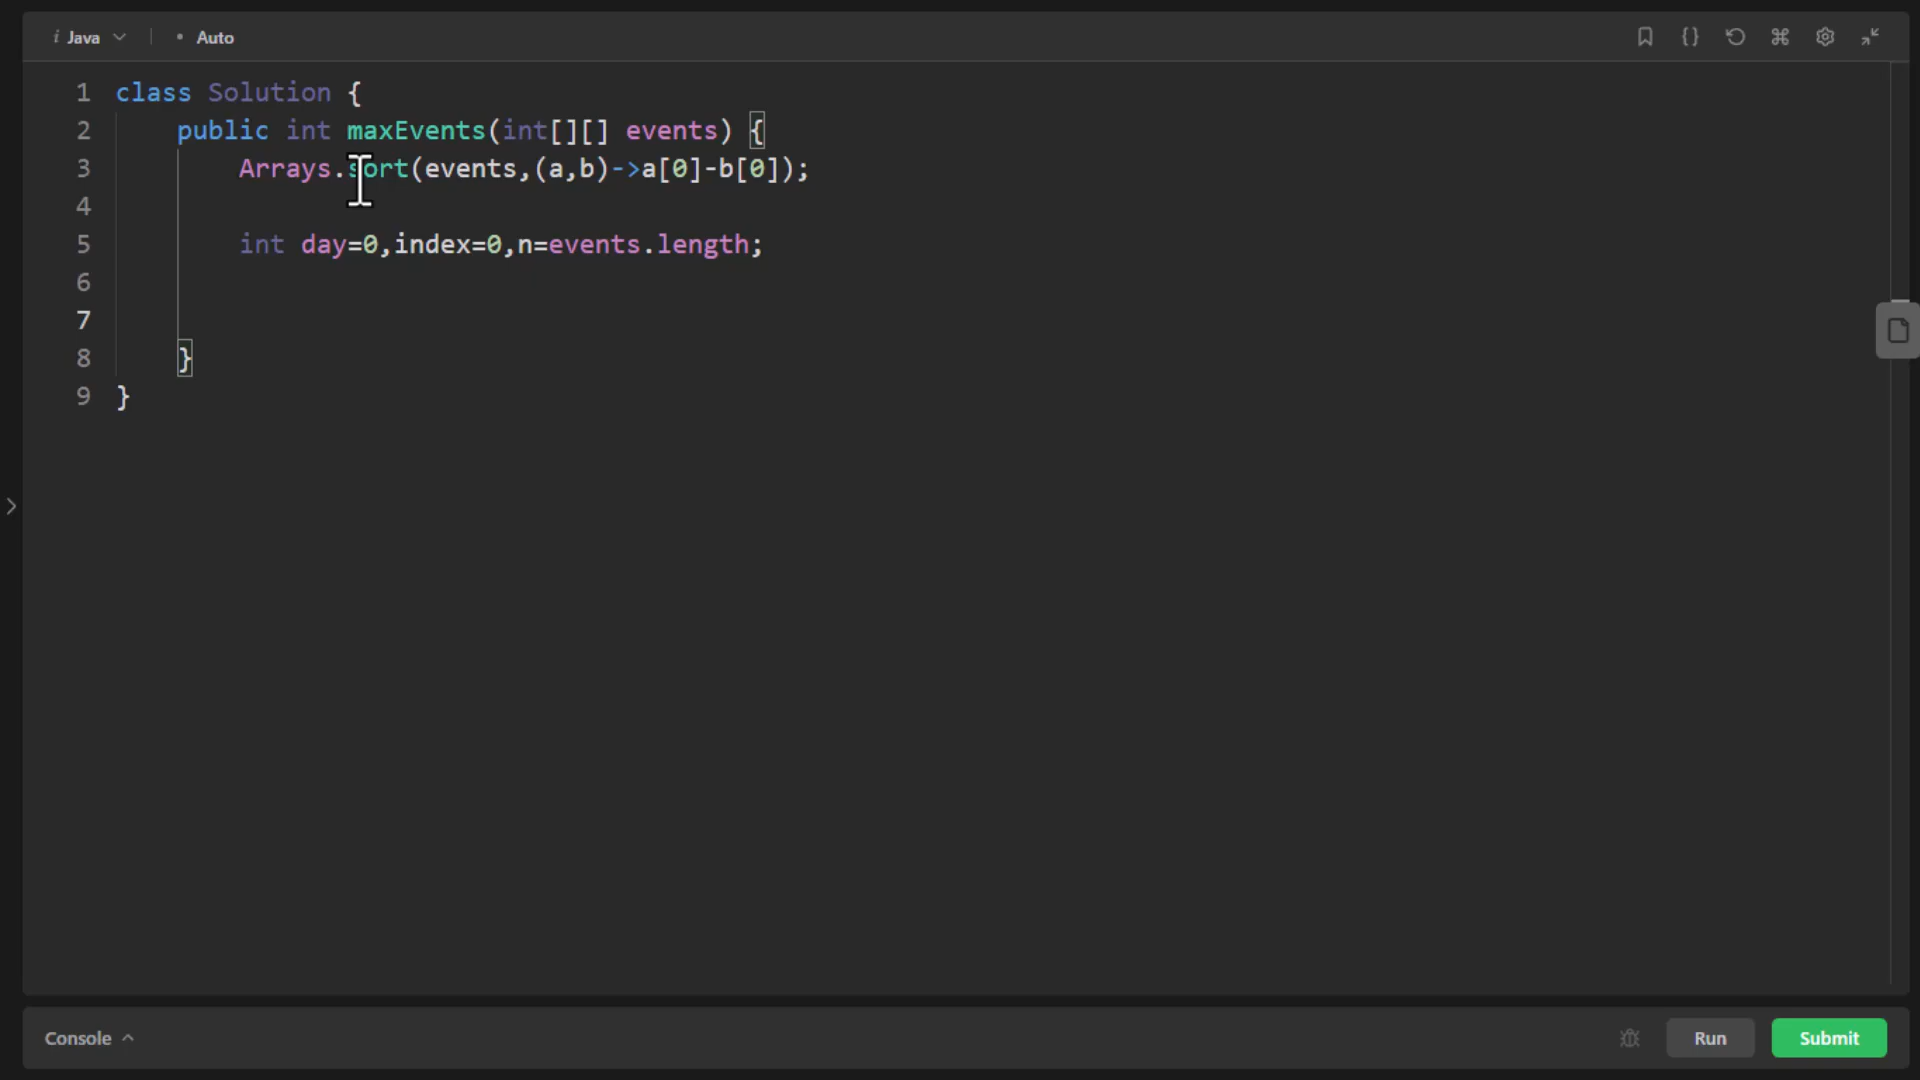 i Java • Auto
1 class Solution {
2 public int maxEvents(int[][] events) {
3 Arrays.sort(events,(a,b)->a[0]-b[0]);
4
5 int day=0,index=0,n=events.length;
6
7
8 }
9 }
Console Run Submit